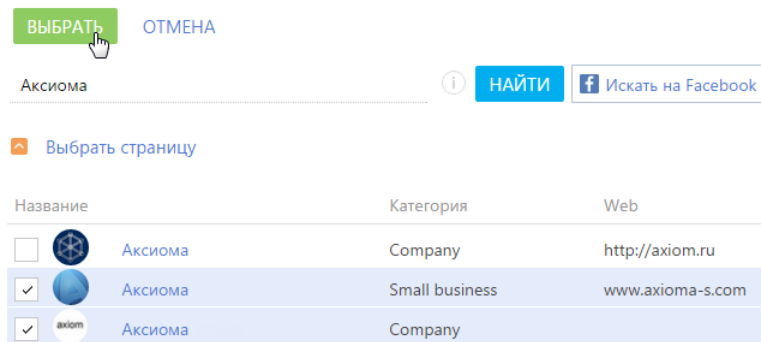 ВЫБРАТЬ ОТМЕНА
Аксиома i НАЙТИ f Искать на Facebook
Выбрать страницу
Название Категория Web
Аксиома Company http://axiom.ru
Аксиома Small business www.axioma-s.com
axiom Аксиома Company